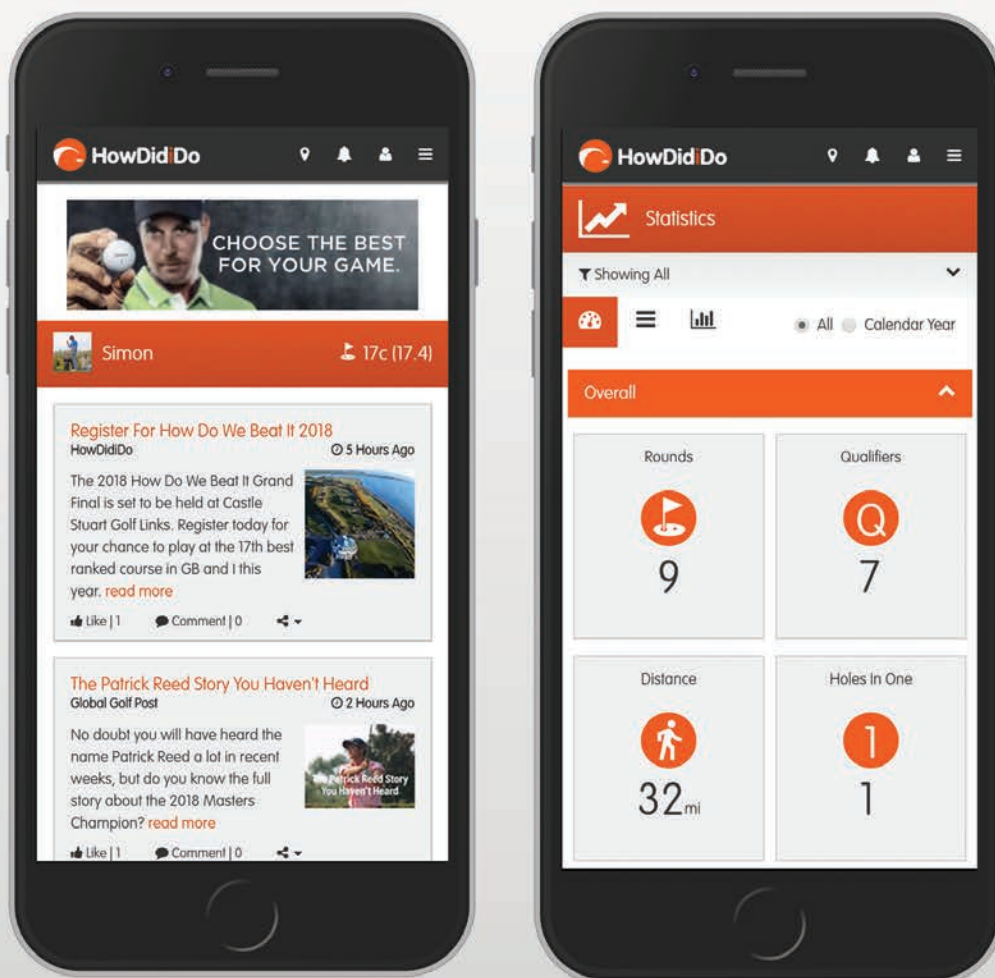 HowDidiDo
CHOOSE THE BEST
FOR YOUR GAME.
Simon
17c (17.4)
Register For How Do We Beat It 2018
HowDidiDo
5 Hours Ago
The 2018 How Do We Beat It Grand
Final is set to be held at Castle
Stuart Golf Links. Register today for
your chance to play at the 17th best
ranked course in GB and I this
year. read more
Like | 1
Comment | 0
The Patrick Reed Story You Haven't Heard
Global Golf Post
2 Hours Ago
No doubt you will have heard the
name Patrick Reed a lot in recent
weeks, but do you know the full
story about the 2018 Masters
Champion? read more
The Patrick Reed Story
You Haven't Heard
Like | 1
Comment | 0
HowDidiDo
Statistics
Showing All
All
Calendar Year
Overall
Rounds
9
Qualifiers
Q
7
Distance
32mi
Holes In One
1
1